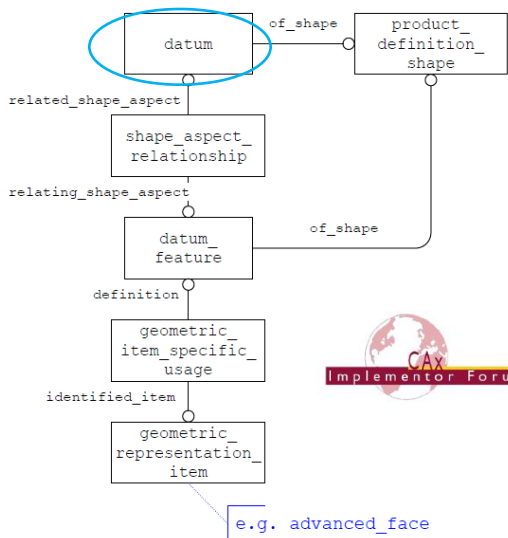 of_shape
datum
product_
definition_
shape
related_shape_aspect
shape_aspect_
relationship
relating_shape_aspect
datum_
feature
of_shape
definition
geometric_
item_specific_
usage
CAx
Implementor Foru
identified_item
geometric_
representation_
item
e.g. advanced_face